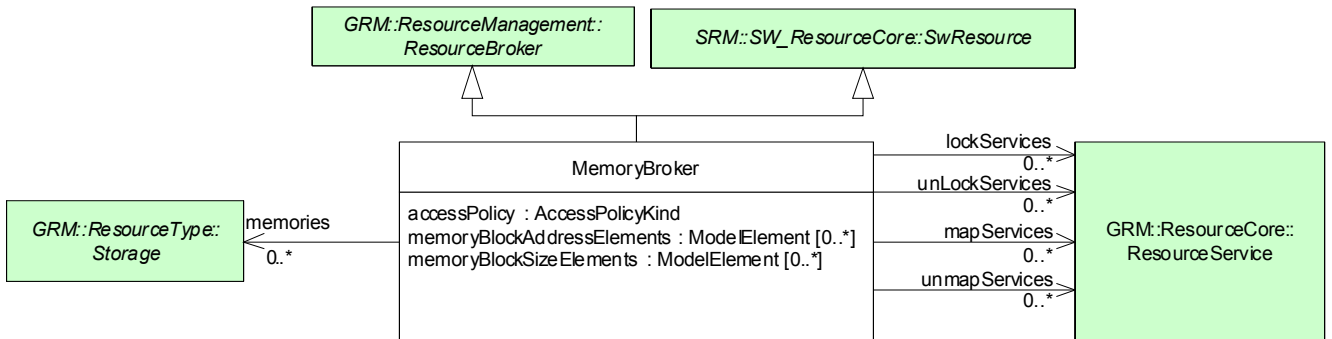 GRM::ResourceManagement::
ResourceBroker
SRM::SW_ResourceCore::SwResource
MemoryBroker
accessPolicy : AccessPolicyKind
memoryBlockAddressElements : ModelElement [0..*]
memoryBlockSizeElements : ModelElement [0..*]
GRM::ResourceType::
Storage
memories
0..*
lockServices
0..*
unLockServices
0..*
mapServices
0..*
unmapServices
0..*
GRM::ResourceCore::
ResourceService